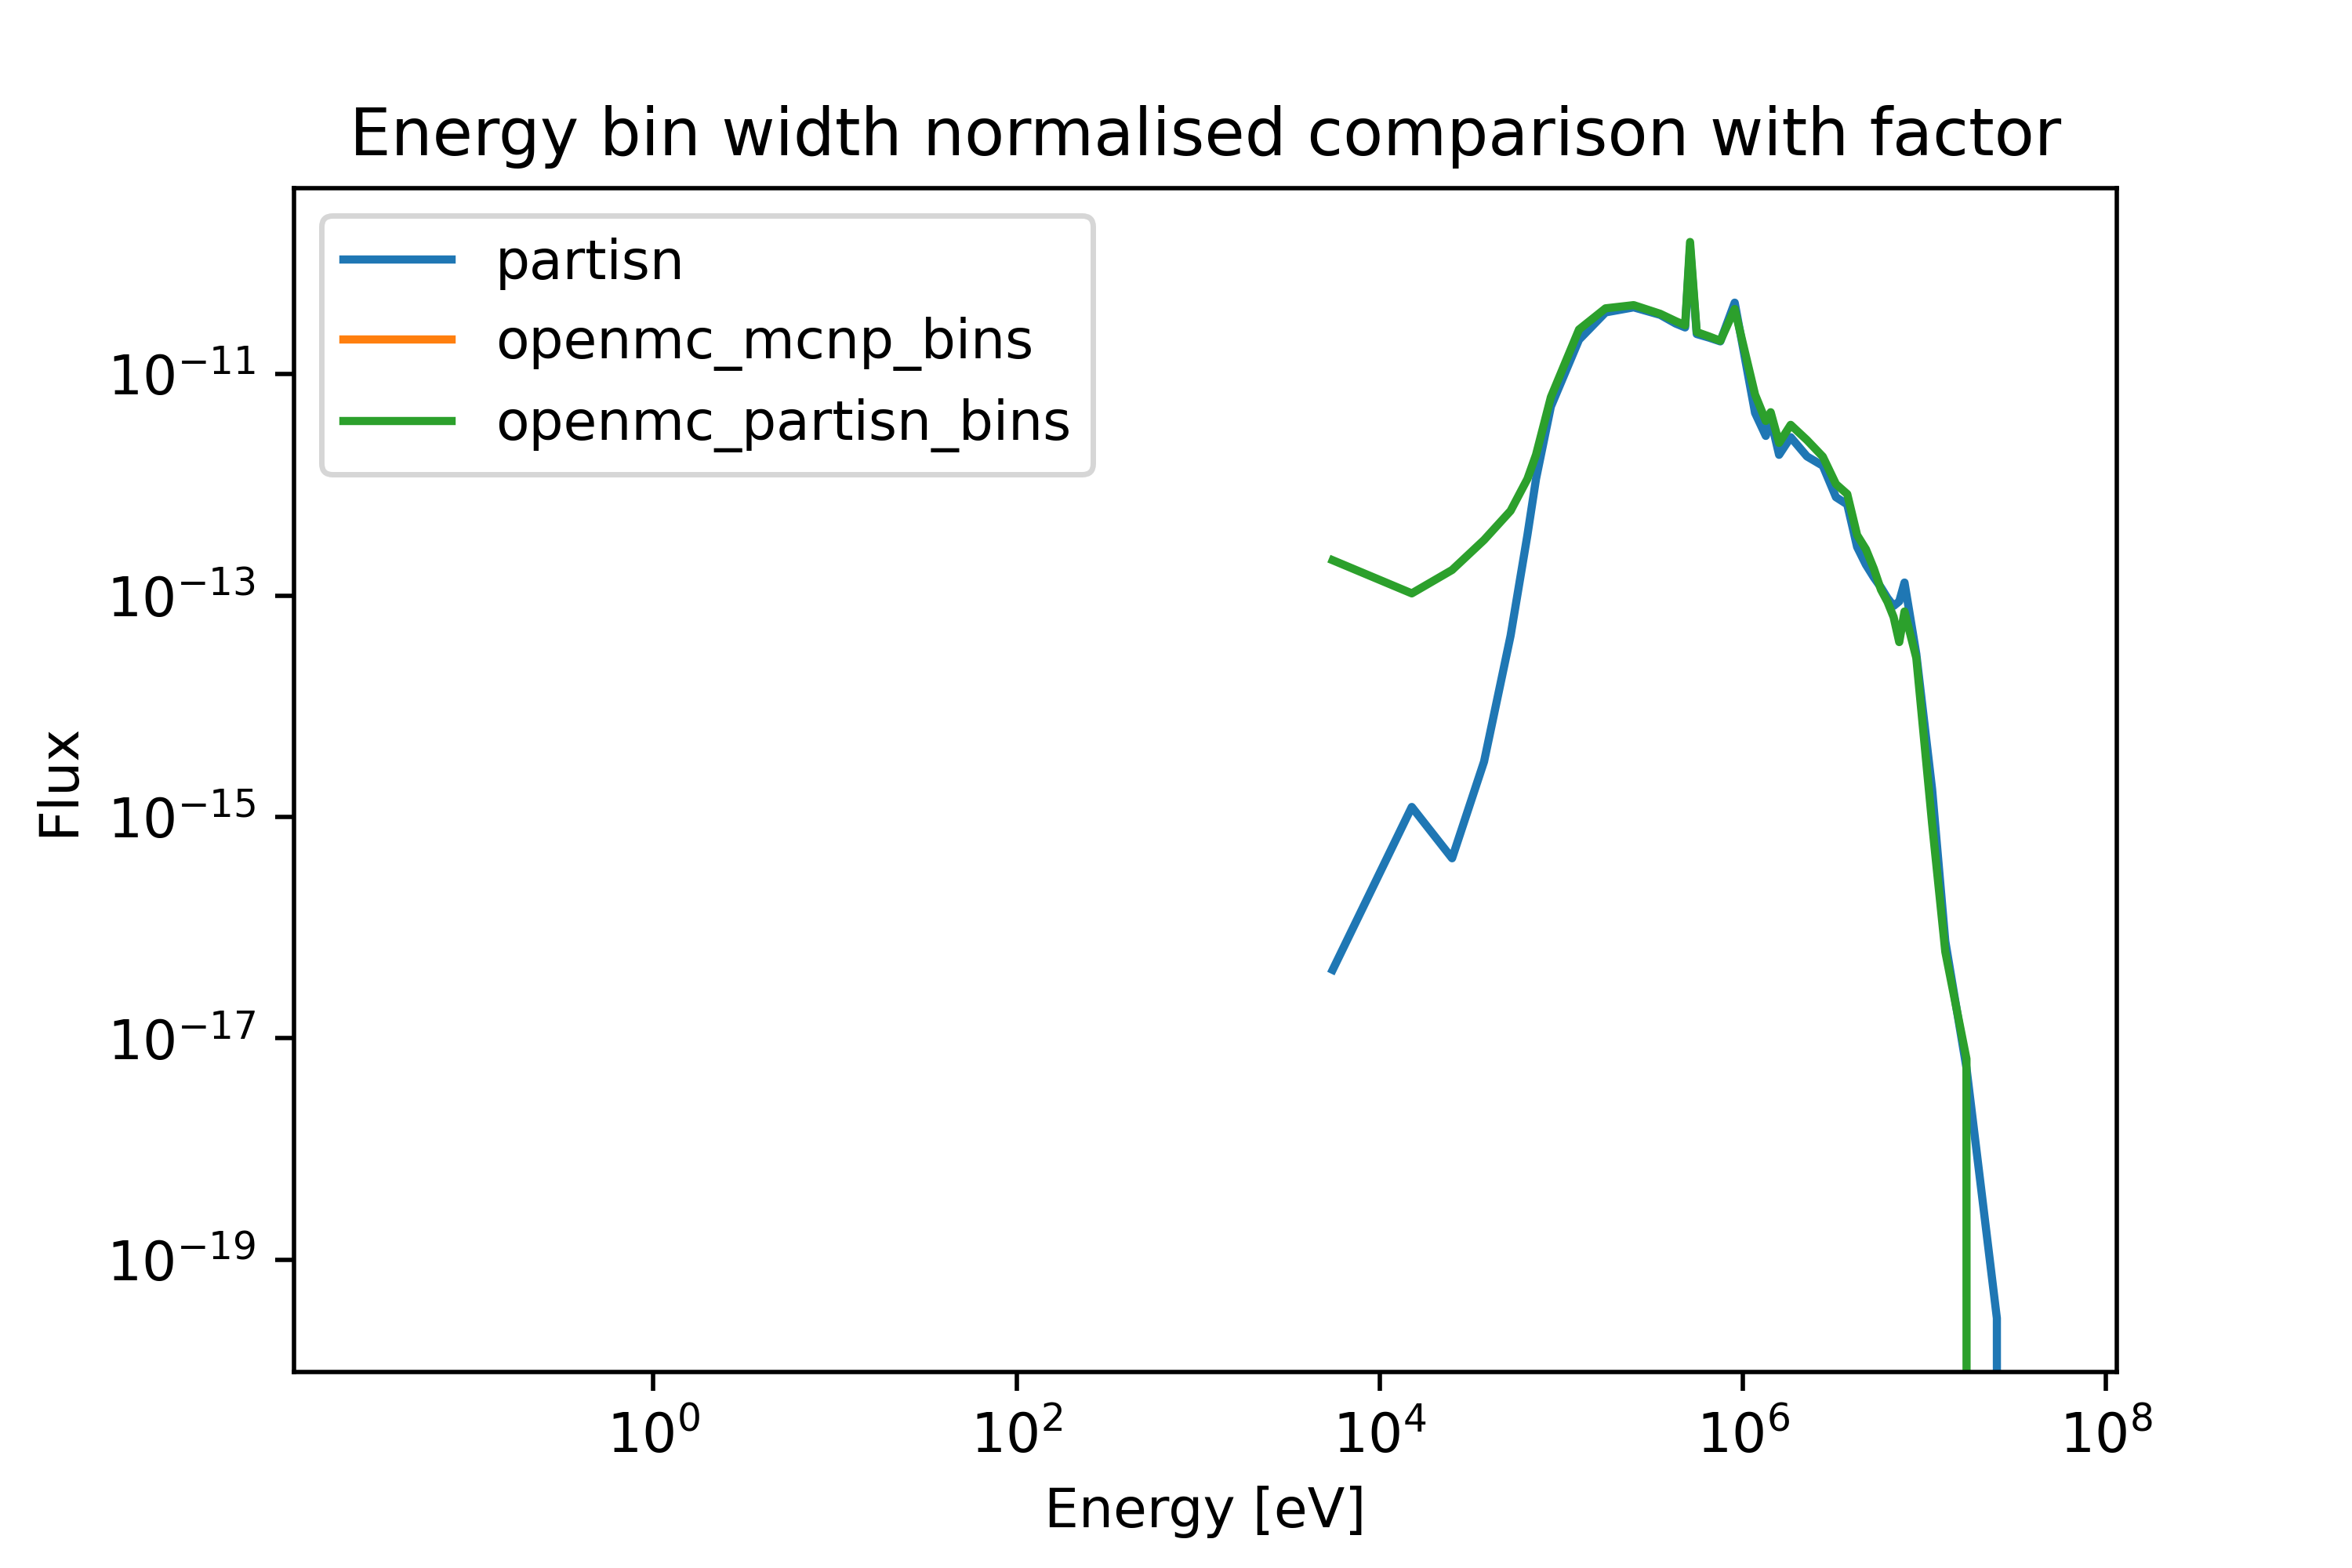 Energy bin width normalised comparison with factor
partisn
openmc_mcnp_bins
openmc_partisn_bins
10⁻¹¹
10⁻¹³
10⁻¹⁵
10⁻¹⁷
10⁻¹⁹
Flux
10⁰ 10² 10⁴ 10⁶ 10⁸
Energy [eV]